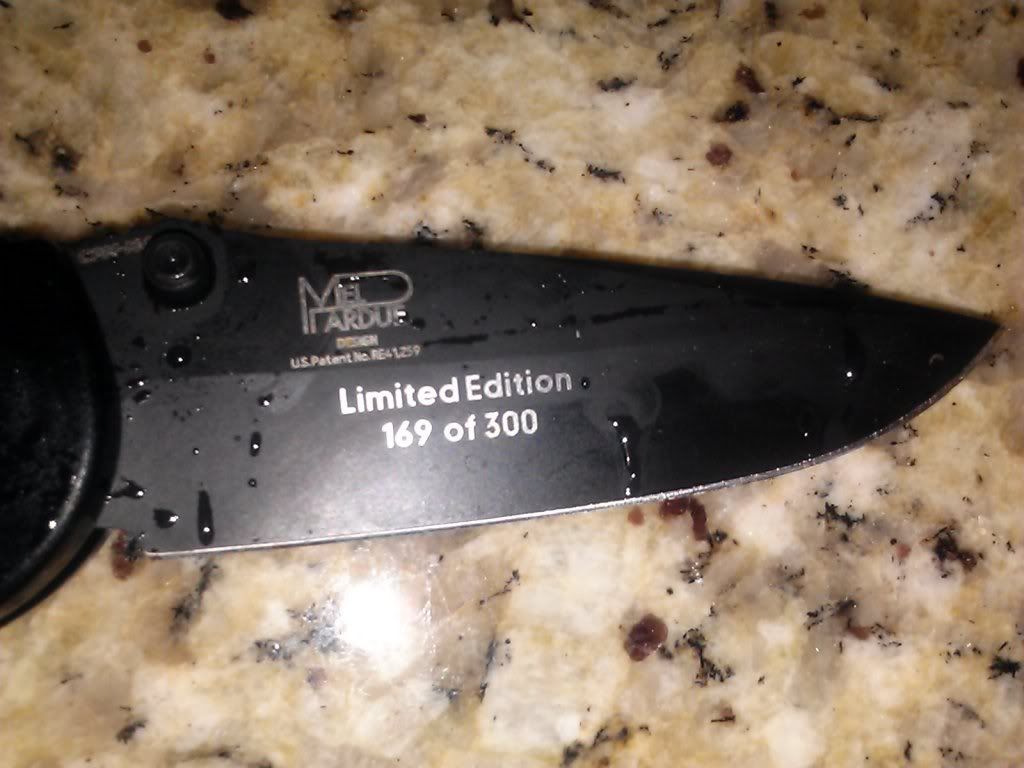 MEL
PARDUE
DESIGN
U.S. Patent No. RE41,259
Limited Edition
169 of 300